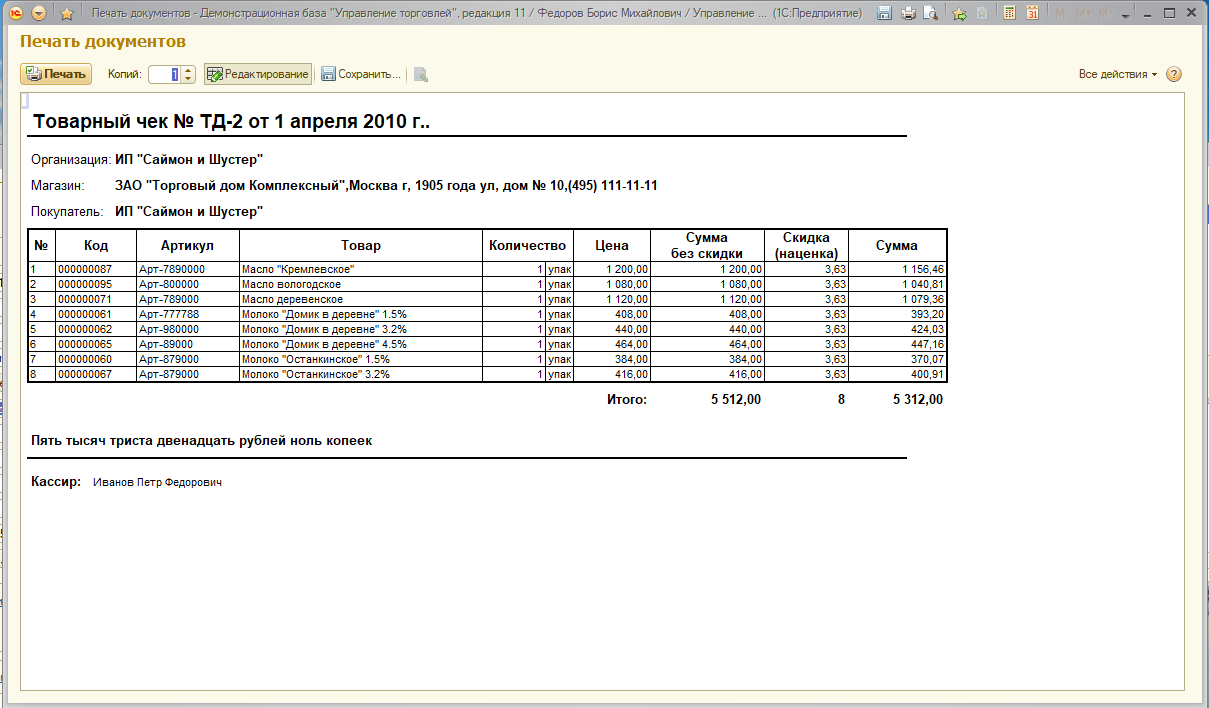 Печать документов - Демонстрационная база "Управление торговлей", редакция 11 / Федоров Борис Михайлович / Управление ... (1С:Предприятие)
31 M M+ M-
Печать документов
Печать Копий: 1 Редактирование Сохранить... Все действия ?
Товарный чек № ТД-2 от 1 апреля 2010 г..
Организация: ИП "Саймон и Шустер"
Магазин: ЗАО "Торговый дом Комплексный",Москва г, 1905 года ул, дом № 10,(495) 111-11-11
Покупатель: ИП "Саймон и Шустер"
№ Код Артикул Товар Количество Цена Сумма без скидки Скидка (наценка) Сумма
1 000000087 Арт-7890000 Масло "Кремлевское" 1 упак 1 200,00 1 200,00 3,63 1 156,46
2 000000095 Арт-800000 Масло вологодское 1 упак 1 080,00 1 080,00 3,63 1 040,81
3 000000071 Арт-789000 Масло деревенское 1 упак 1 120,00 1 120,00 3,63 1 079,36
4 000000061 Арт-777788 Молоко "Домик в деревне" 1.5% 1 упак 408,00 408,00 3,63 393,20
5 000000062 Арт-980000 Молоко "Домик в деревне" 3.2% 1 упак 440,00 440,00 3,63 424,03
6 000000065 Арт-89000 Молоко "Домик в деревне" 4.5% 1 упак 464,00 464,00 3,63 447,16
7 000000060 Арт-879000 Молоко "Останкинское" 1.5% 1 упак 384,00 384,00 3,63 370,07
8 000000067 Арт-879000 Молоко "Останкинское" 3.2% 1 упак 416,00 416,00 3,63 400,91
Итого: 5 512,00 8 5 312,00
Пять тысяч триста двенадцать рублей ноль копеек
Кассир: Иванов Петр Федорович